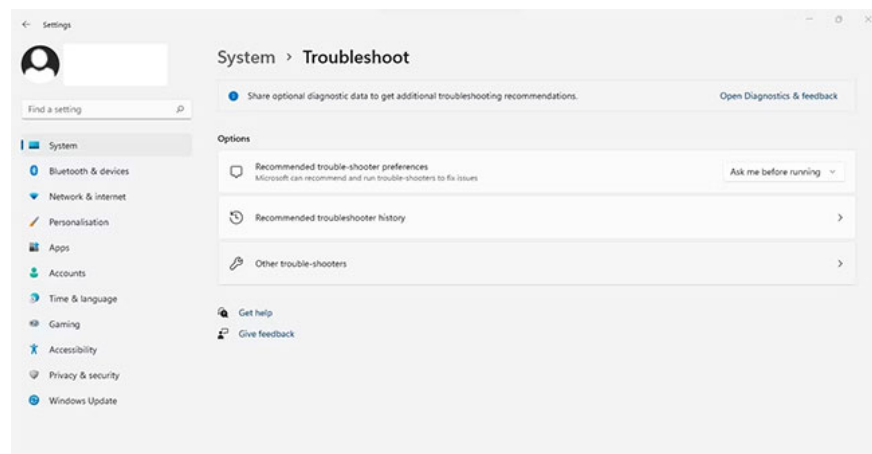 Settings
System > Troubleshoot
Find a setting
Share optional diagnostic data to get additional troubleshooting recommendations. Open Diagnostics & feedback
System
Bluetooth & devices
Network & internet
Personalisation
Apps
Accounts
Time & language
Gaming
Accessibility
Privacy & security
Windows Update
Options
Recommended trouble-shooter preferences
Microsoft can recommend and run trouble-shooters to fix issues
Ask me before running
Recommended troubleshooter history
Other trouble-shooters
Get help
Give feedback